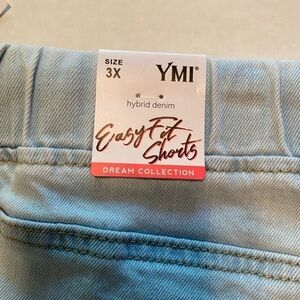 SIZE
3X
YMI®
hybrid denim
Easy Fit
Shorts
DREAM COLLECTION